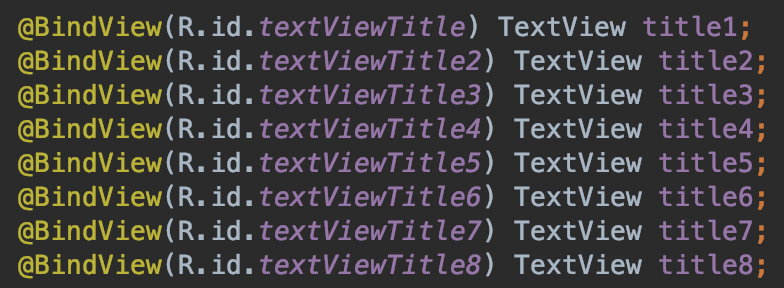 @BindView(R.id.textViewTitle) TextView title1;
@BindView(R.id.textViewTitle2) TextView title2;
@BindView(R.id.textViewTitle3) TextView title3;
@BindView(R.id.textViewTitle4) TextView title4;
@BindView(R.id.textViewTitle5) TextView title5;
@BindView(R.id.textViewTitle6) TextView title6;
@BindView(R.id.textViewTitle7) TextView title7;
@BindView(R.id.textViewTitle8) TextView title8;